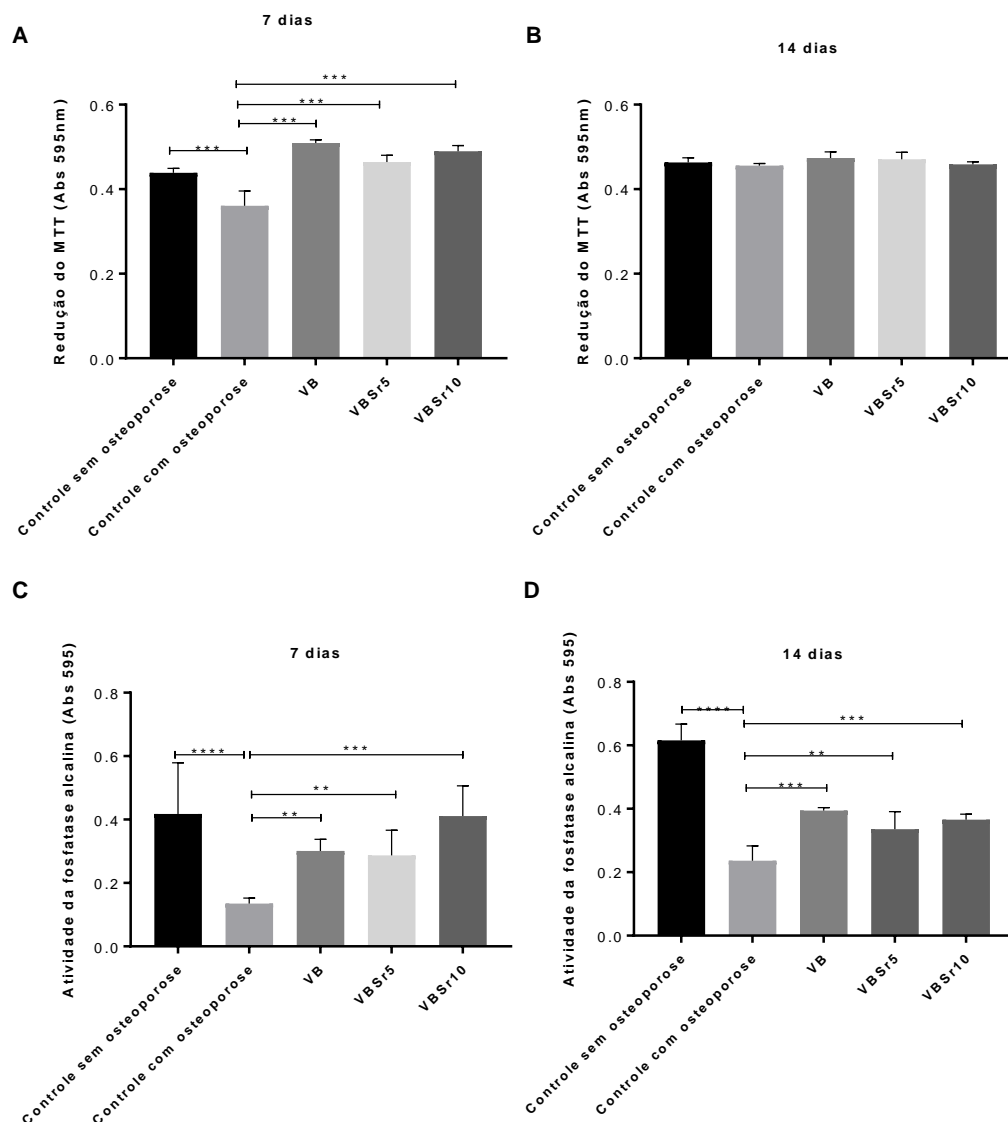 A
7 dias
Redução do MTT (Abs 595nm)
0.6
0.4
0.2
0.0
***
***
***
***
Controle sem osteoporose
Controle com osteoporose
VB
VBSr5
VBSr10
B
14 dias
Redução do MTT (Abs 595nm)
0.6
0.4
0.2
0.0
Controle sem osteoporose
Controle com osteoporose
VB
VBSr5
VBSr10
C
7 dias
Atividade da fosfatase alcalina (Abs 595)
0.8
0.6
0.4
0.2
0.0
****
***
**
**
Controle sem osteoporose
Controle com osteoporose
VB
VBSr5
VBSr10
D
14 dias
Atividade da fosfatase alcalina (Abs 595)
0.8
0.6
0.4
0.2
0.0
****
***
**
***
Controle sem osteoporose
Controle com osteoporose
VB
VBSr5
VBSr10